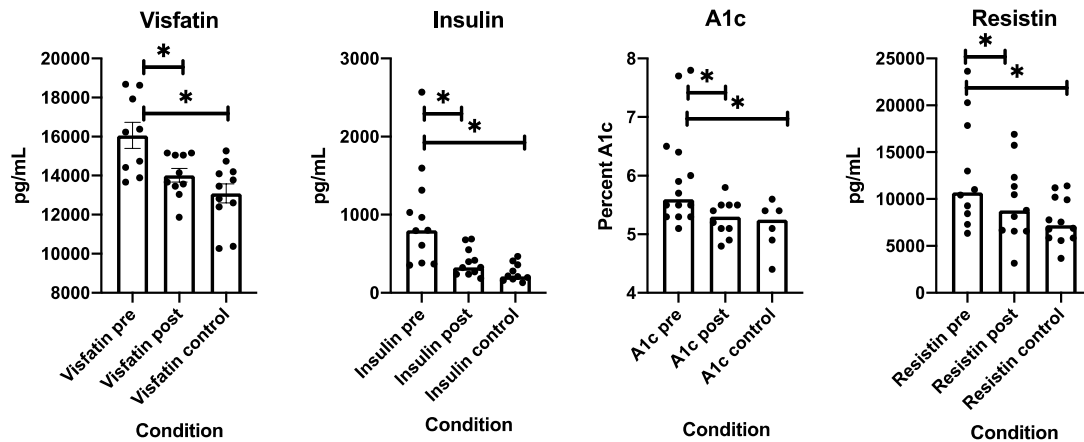 Visfatin
20000
18000
16000
14000
12000
10000
8000
pg/mL
*
*
Visfatin pre
Visfatin post
Visfatin control
Condition
Insulin
3000
2000
1000
0
pg/mL
*
*
Insulin pre
Insulin post
Insulin control
Condition
A1c
8
7
6
5
4
Percent A1c
*
*
A1c pre
A1c post
A1c control
Condition
Resistin
25000
20000
15000
10000
5000
0
pg/mL
*
*
Resistin pre
Resistin post
Resistin control
Condition